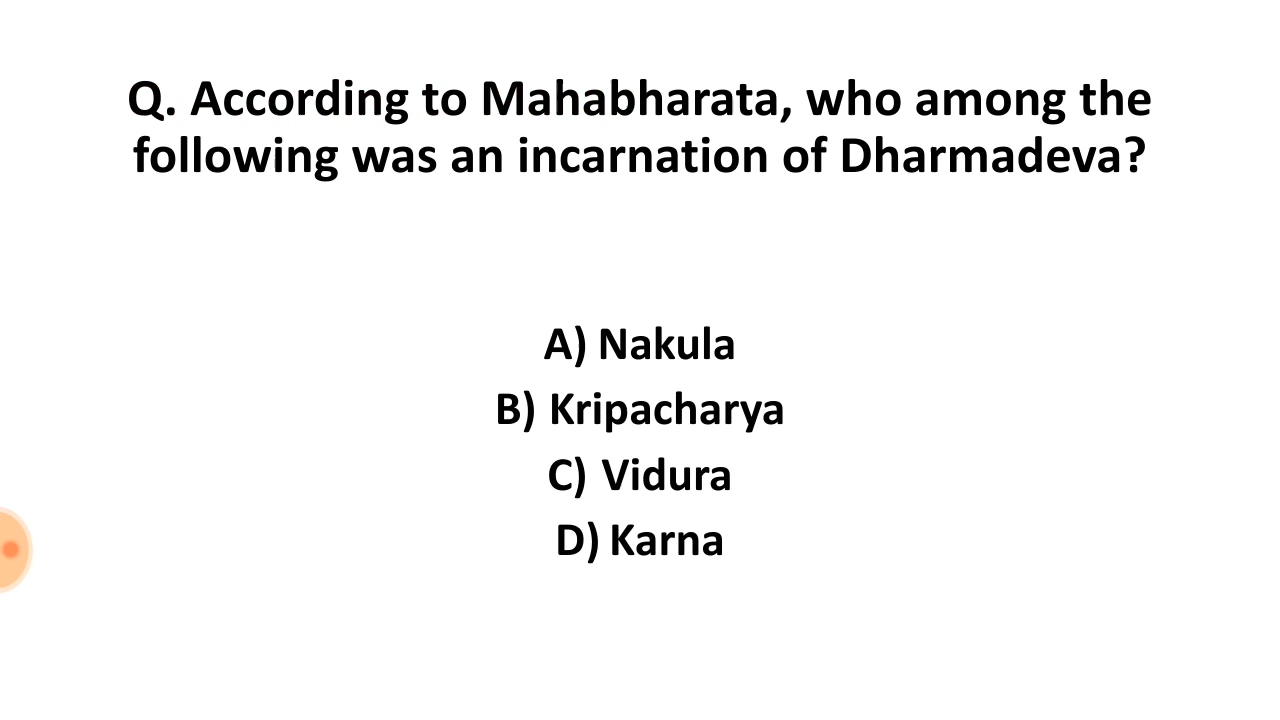 Q. According to Mahabharata, who among the
following was an incarnation of Dharmadeva?
A) Nakula
B) Kripacharya
C) Vidura
D) Karna